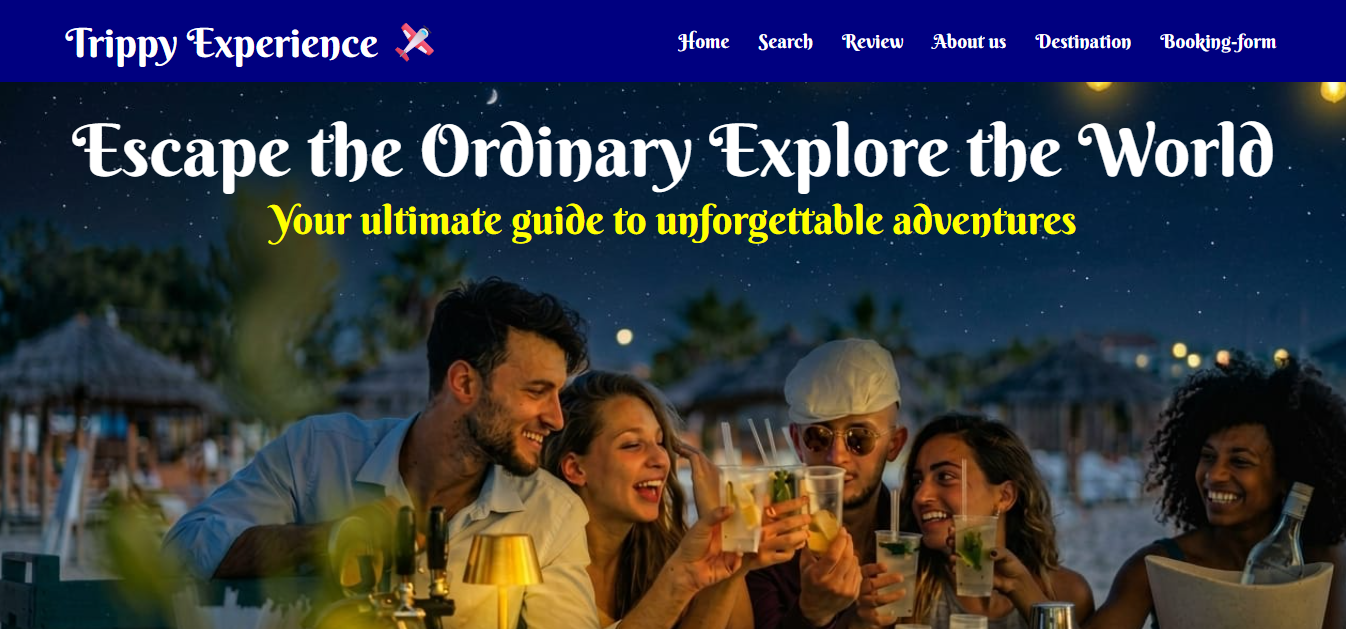 Trippy Experience
Home Search Review About us Destination Booking-form
Escape the Ordinary Explore the World
Your ultimate guide to unforgettable adventures